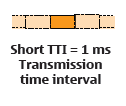 Short TTI = 1 ms
Transmission
time interval